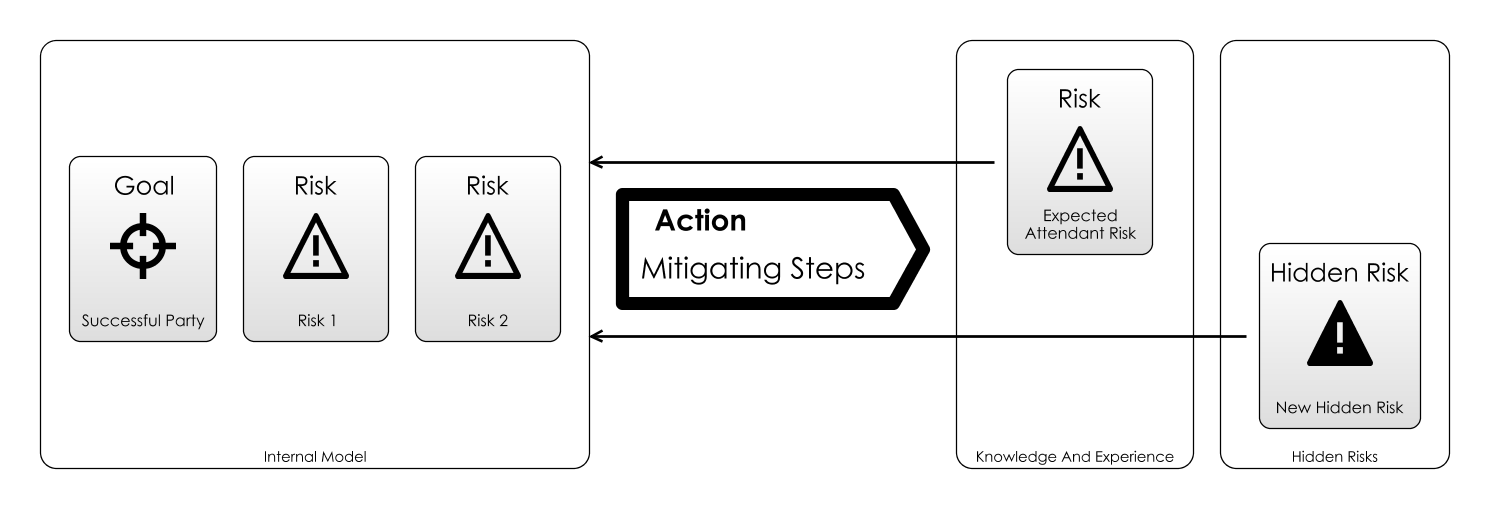 Goal
Successful Party
Risk
Risk 1
Risk
Risk 2
Internal Model
Action
Mitigating Steps
Risk
Expected
Attendant Risk
Knowledge And Experience
Hidden Risk
New Hidden Risk
Hidden Risks